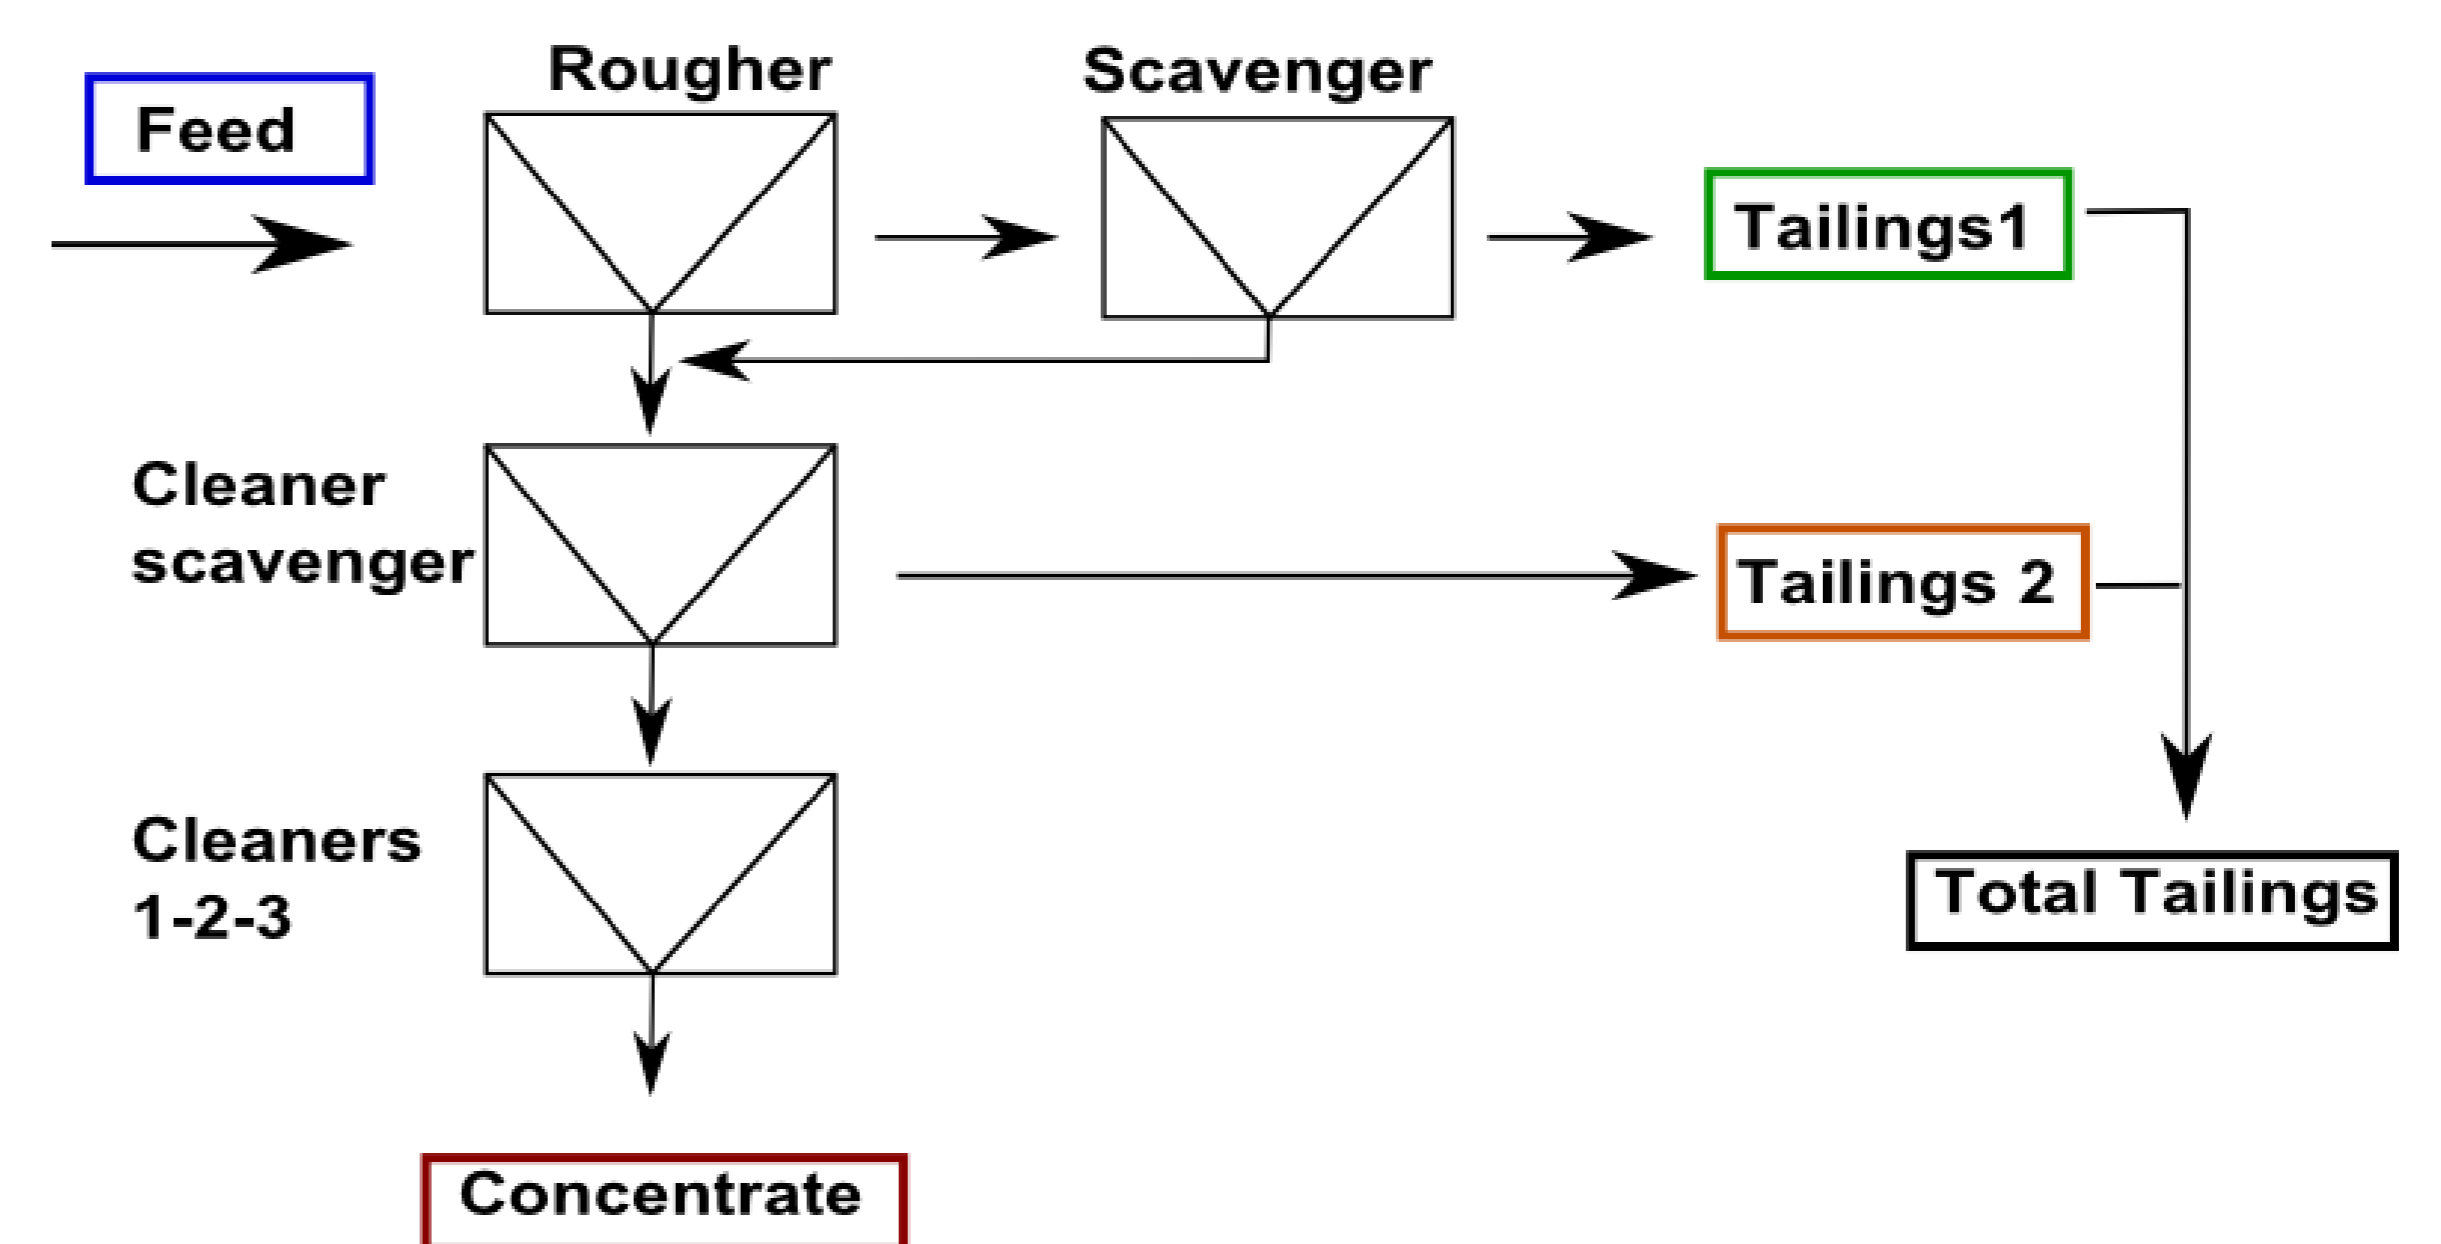 Rougher
Scavenger
Feed
Tailings1
Cleaner
scavenger
Tailings 2
Cleaners
1-2-3
Total Tailings
Concentrate